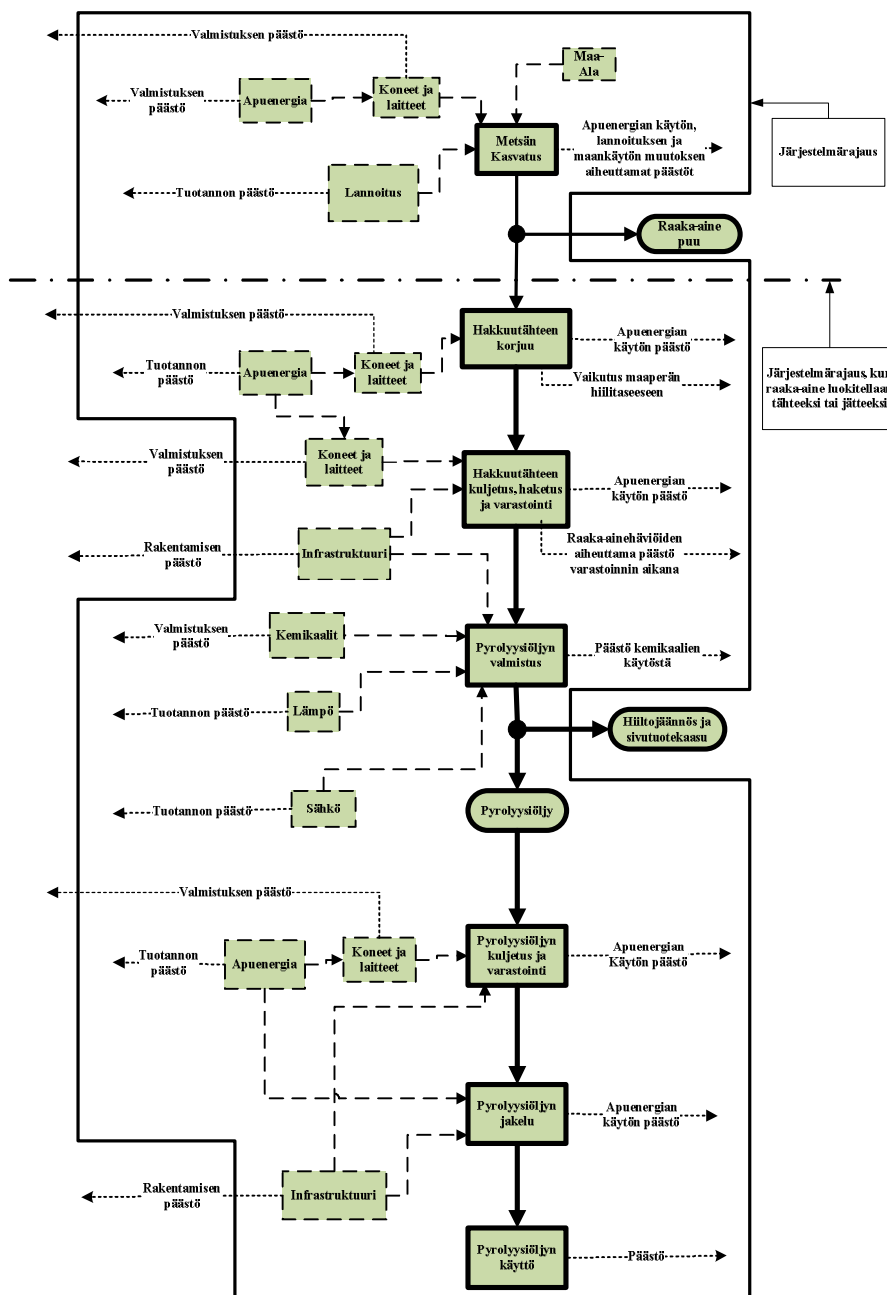 Valmistuksen päästö
Maa-
Ala
Valmistuksen
päästö
Apuenergia
Koneet ja
laitteet
Metsän
Kasvatus
Apuenergian käytön,
lannoituksen ja
maankäytön muutoksen
aiheuttamat päästöt
Järjestelmärajaus
Tuotannon päästö
Lannoitus
Raaka-aine
puu
Valmistuksen päästö
Hakkuutähteen
korjuu
Apuenergian
käytön päästö
Tuotannon
päästö
Apuenergia
Koneet ja
laitteet
Vaikutus maaperän
hiilitaseeseen
Järjestelmärajaus, kun
raaka-aine luokitellaan
tähteeksi tai jätteeksi
Valmistuksen
päästö
Koneet ja
laitteet
Hakkuutähteen
kuljetus, haketus
ja varastointi
Apuenergian
käytön päästö
Rakentamisen
päästö
Infrastruktuuri
Raaka-ainehäviöiden
aiheuttama päästö
varastoinnin aikana
Valmistuksen
päästö
Kemikaalit
Pyrolyysiöljyn
valmistus
Päästö kemikaalien
käytöstä
Tuotannon päästö
Lämpö
Hiiltojäännös ja
sivutuotekaasu
Tuotannon päästö
Sähkö
Pyrolyysiöljy
Valmistuksen päästö
Tuotannon
päästö
Apuenergia
Koneet ja
laitteet
Pyrolyysiöljyn
kuljetus ja
varastointi
Apuenergian
Käytön päästö
Pyrolyysiöljyn
jakelu
Apuenergian
käytön päästö
Rakentamisen
päästö
Infrastruktuuri
Pyrolyysiöljyn
käyttö
Päästö